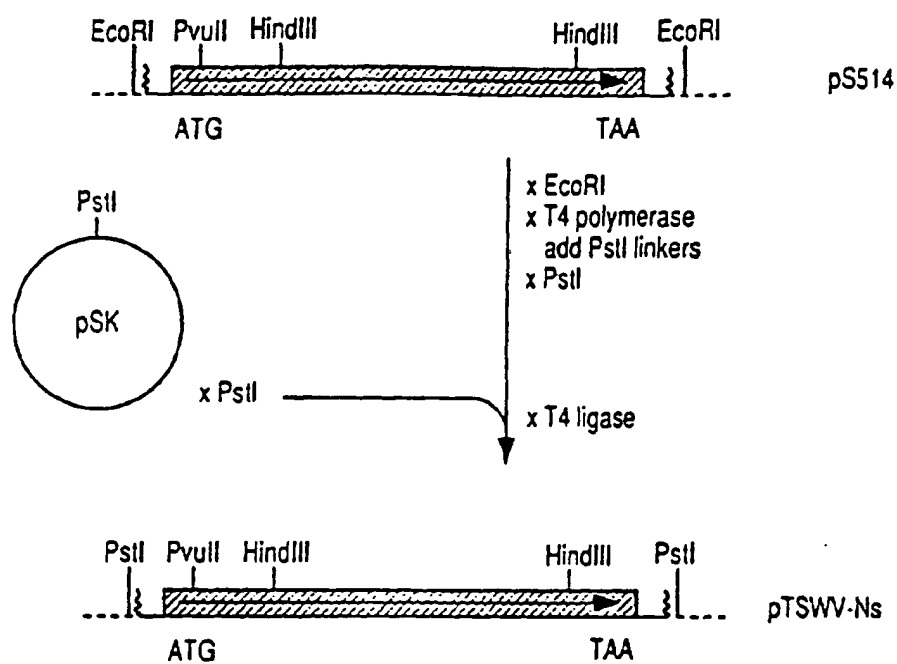 EcoRI PvuII HindIII HindIII EcoRI
pS514
ATG TAA
x EcoRI
x T4 polymerase
add PstI linkers
x PstI
PstI
pSK
x PstI
x T4 ligase
PstI PvuII HindIII HindIII PstI
pTSWV-Ns
ATG TAA